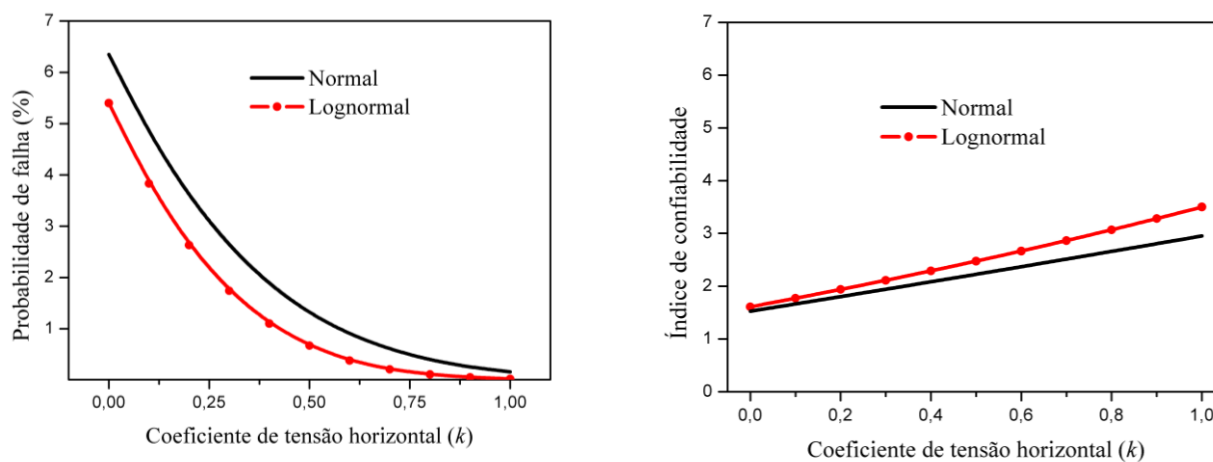 7
6
5
4
3
2
1
Probabilidade de falha (%)
Normal
Lognormal
0,00 0,25 0,50 0,75 1,00
Coeficiente de tensão horizontal (k)
7
6
5
4
3
2
1
0
Índice de confiabilidade
Normal
Lognormal
0,0 0,2 0,4 0,6 0,8 1,0
Coeficiente de tensão horizontal (k)